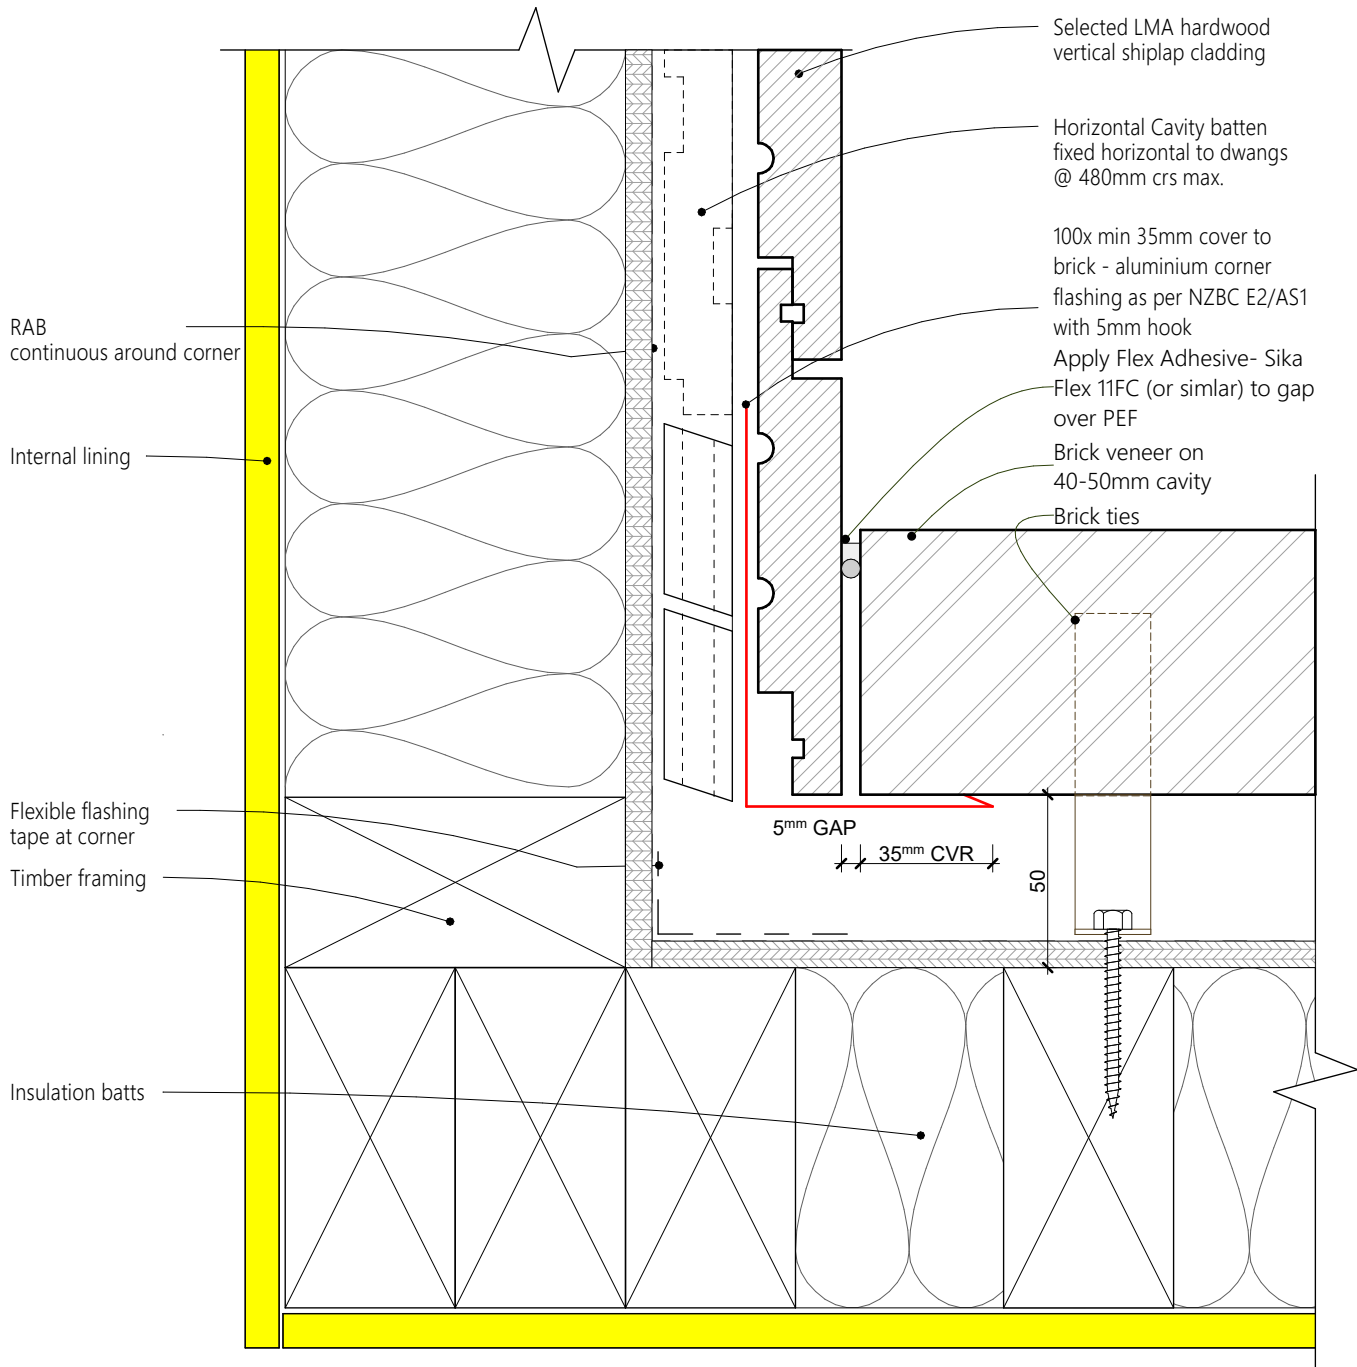 Selected LMA hardwood
vertical shiplap cladding
Horizontal Cavity batten
fixed horizontal to dwangs
@ 480mm crs max.
100x min 35mm cover to
brick - aluminium corner
flashing as per NZBC E2/AS1
with 5mm hook
Apply Flex Adhesive- Sika
Flex 11FC (or simlar) to gap
over PEF
Brick veneer on
40-50mm cavity
Brick ties
RAB
continuous around corner
Internal lining
Flexible flashing
tape at corner
Timber framing
Insulation batts
5mm GAP
35mm CVR
50